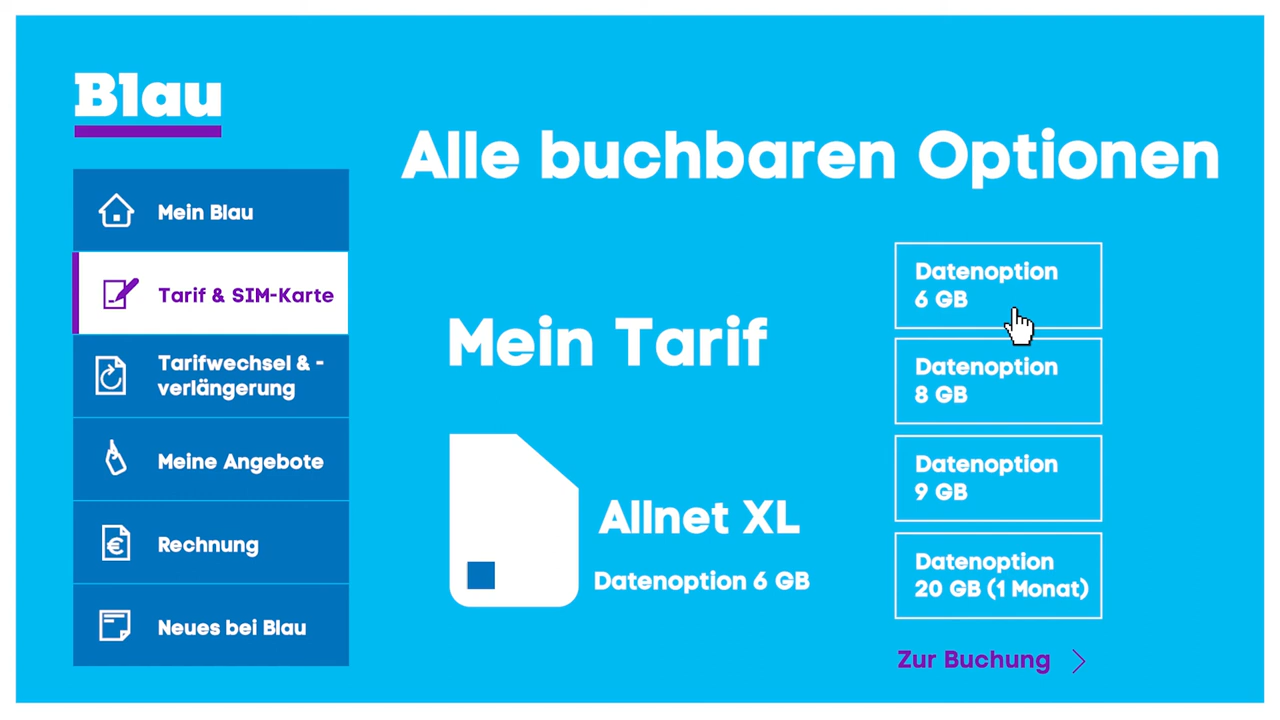 Blau
Mein Blau
Tarif & SIM-Karte
Tarifwechsel & -
verlängerung
Meine Angebote
Rechnung
Neues bei Blau
Alle buchbaren Optionen
Mein Tarif
Allnet XL
Datenoption 6 GB
Datenoption
6 GB
Datenoption
8 GB
Datenoption
9 GB
Datenoption
20 GB (1 Monat)
Zur Buchung